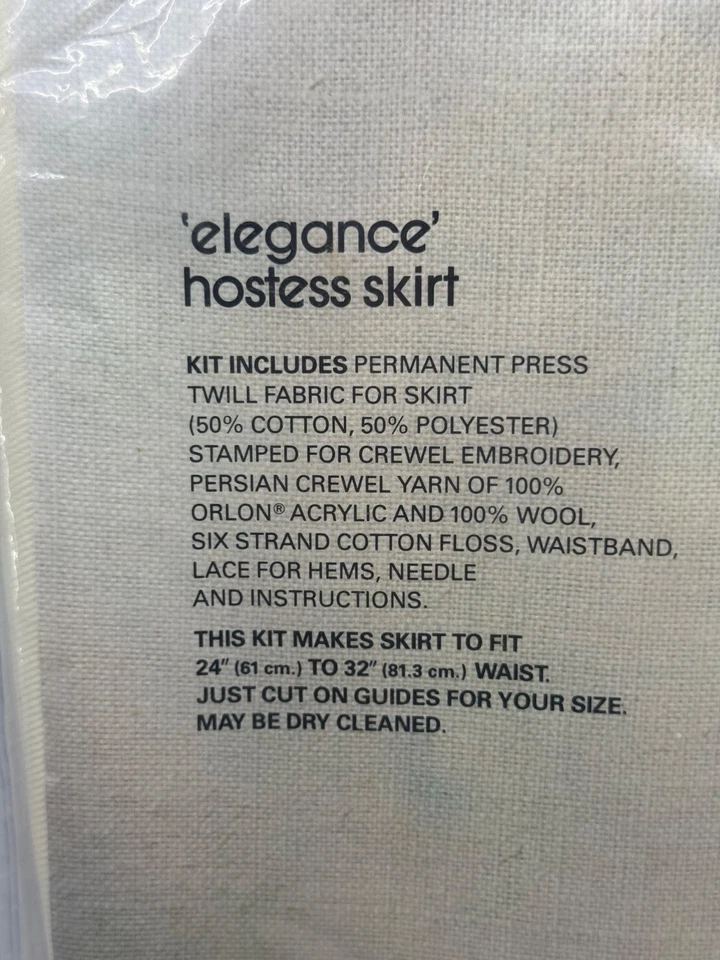 ‘elegance’
hostess skirt
KIT INCLUDES PERMANENT PRESS
TWILL FABRIC FOR SKIRT
(50% COTTON, 50% POLYESTER)
STAMPED FOR CREWEL EMBROIDERY,
PERSIAN CREWEL YARN OF 100%
ORLON® ACRYLIC AND 100% WOOL,
SIX STRAND COTTON FLOSS, WAISTBAND,
LACE FOR HEMS, NEEDLE
AND INSTRUCTIONS.
THIS KIT MAKES SKIRT TO FIT
24" (61 cm.) TO 32" (81.3 cm.) WAIST.
JUST CUT ON GUIDES FOR YOUR SIZE.
MAY BE DRY CLEANED.